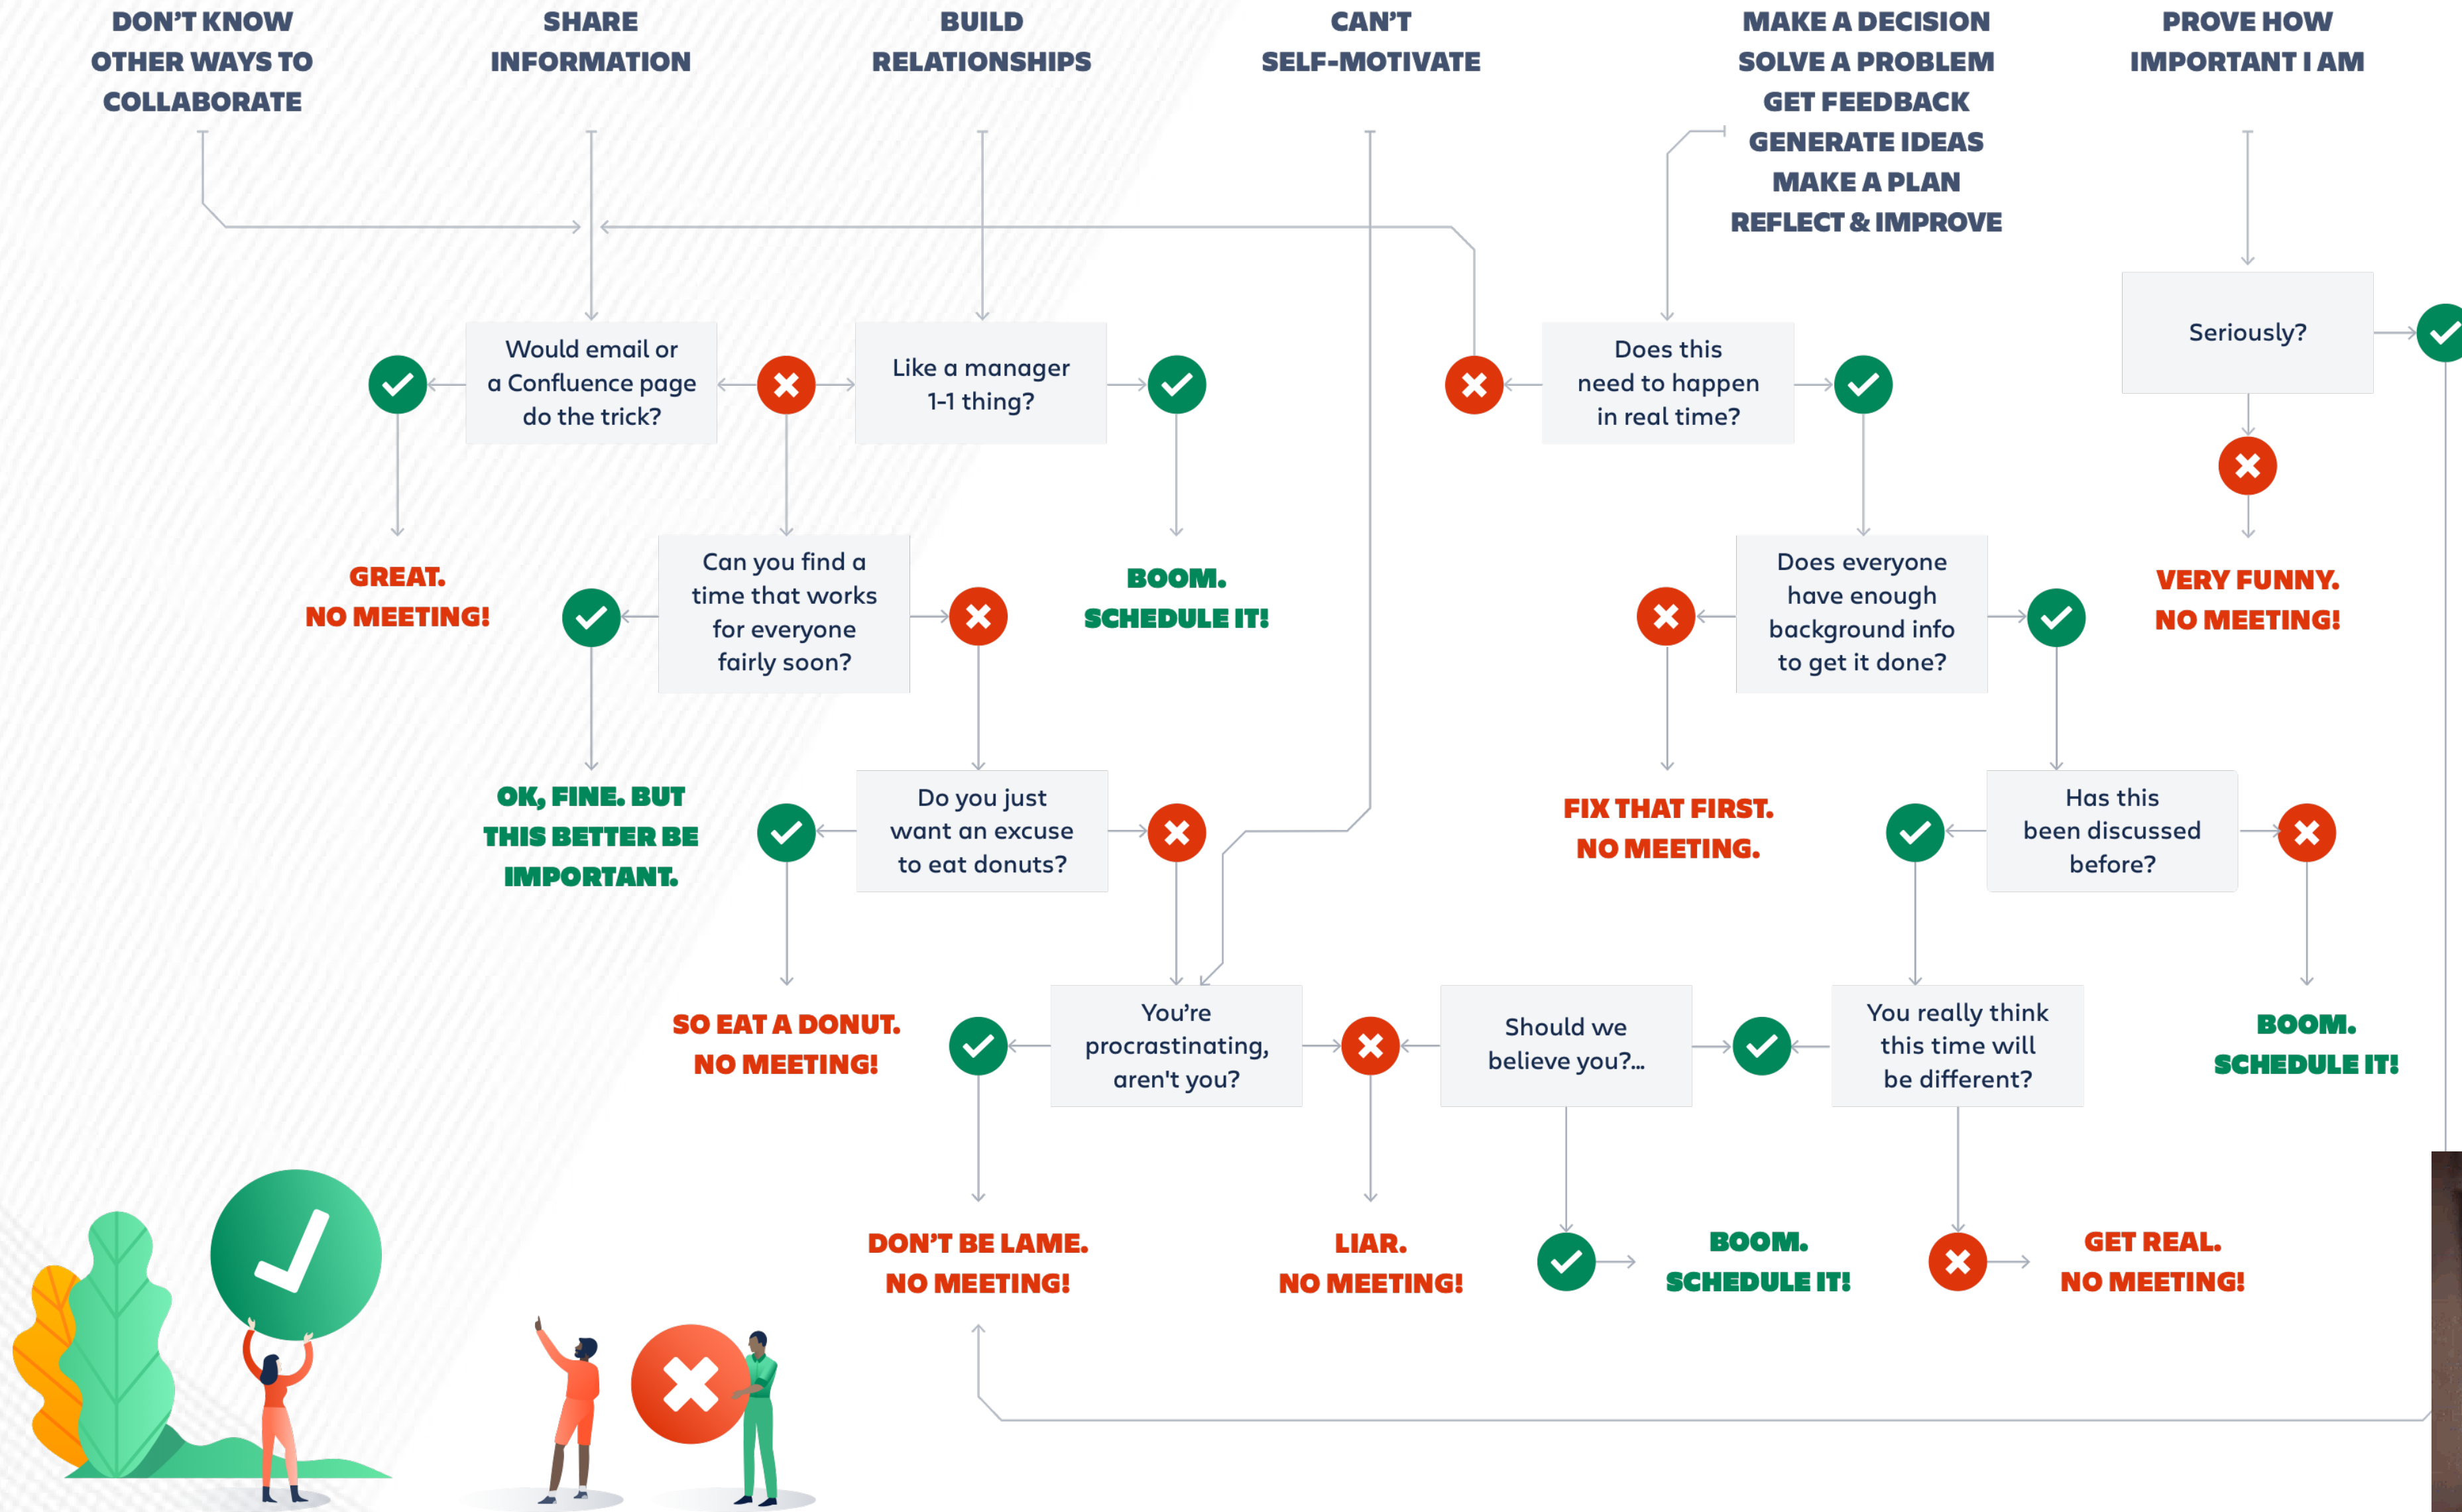 DON'T KNOW
OTHER WAYS TO
COLLABORATE
SHARE
INFORMATION
BUILD
RELATIONSHIPS
CAN'T
SELF-MOTIVATE
MAKE A DECISION
SOLVE A PROBLEM
GET FEEDBACK
GENERATE IDEAS
MAKE A PLAN
REFLECT & IMPROVE
PROVE HOW
IMPORTANT I AM
Would email or
a Confluence page
do the trick?
Like a manager
1-1 thing?
Does this
need to happen
in real time?
Seriously?
GREAT.
NO MEETING!
Can you find a
time that works
for everyone
fairly soon?
BOOM.
SCHEDULE IT!
Does everyone
have enough
background info
to get it done?
VERY FUNNY.
NO MEETING!
OK, FINE. BUT
THIS BETTER BE
IMPORTANT.
Do you just
want an excuse
to eat donuts?
FIX THAT FIRST.
NO MEETING.
Has this
been discussed
before?
SO EAT A DONUT.
NO MEETING!
You're
procrastinating,
aren't you?
Should we
believe you?...
You really think
this time will
be different?
BOOM.
SCHEDULE IT!
DON'T BE LAME.
NO MEETING!
LIAR.
NO MEETING!
BOOM.
SCHEDULE IT!
GET REAL.
NO MEETING!